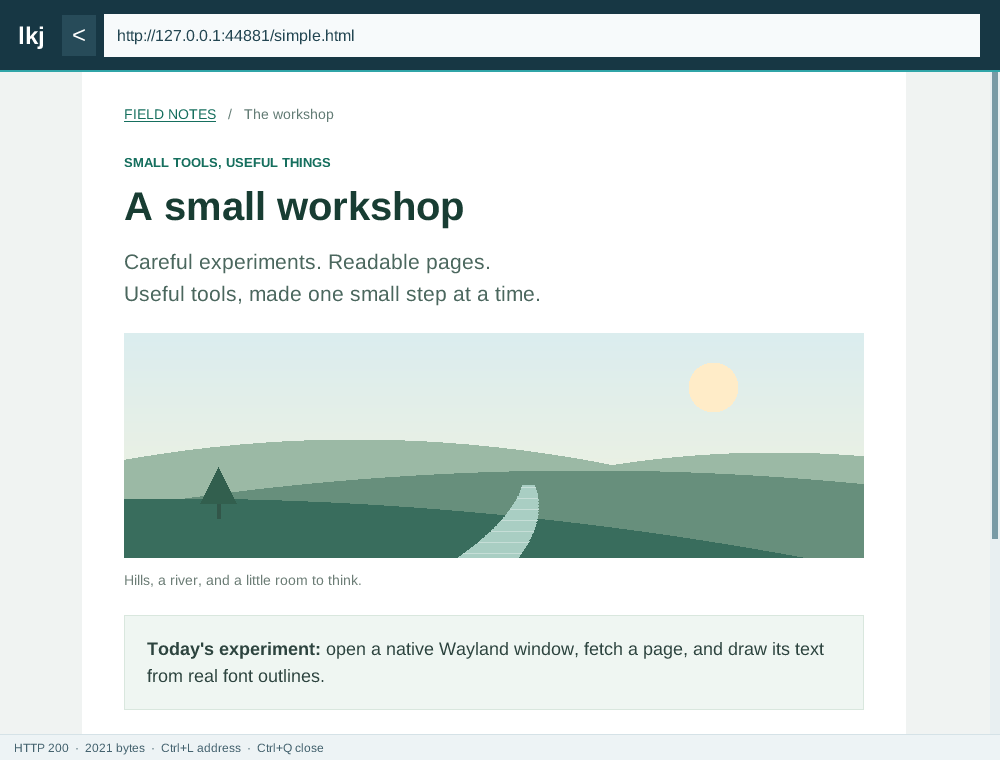 lkj < http://127.0.0.1:44881/simple.html
FIELD NOTES / The workshop
SMALL TOOLS, USEFUL THINGS
A small workshop
Careful experiments. Readable pages.
Useful tools, made one small step at a time.
Hills, a river, and a little room to think.
Today's experiment: open a native Wayland window, fetch a page, and draw its text
from real font outlines.
HTTP 200 · 2021 bytes · Ctrl+L address · Ctrl+Q close